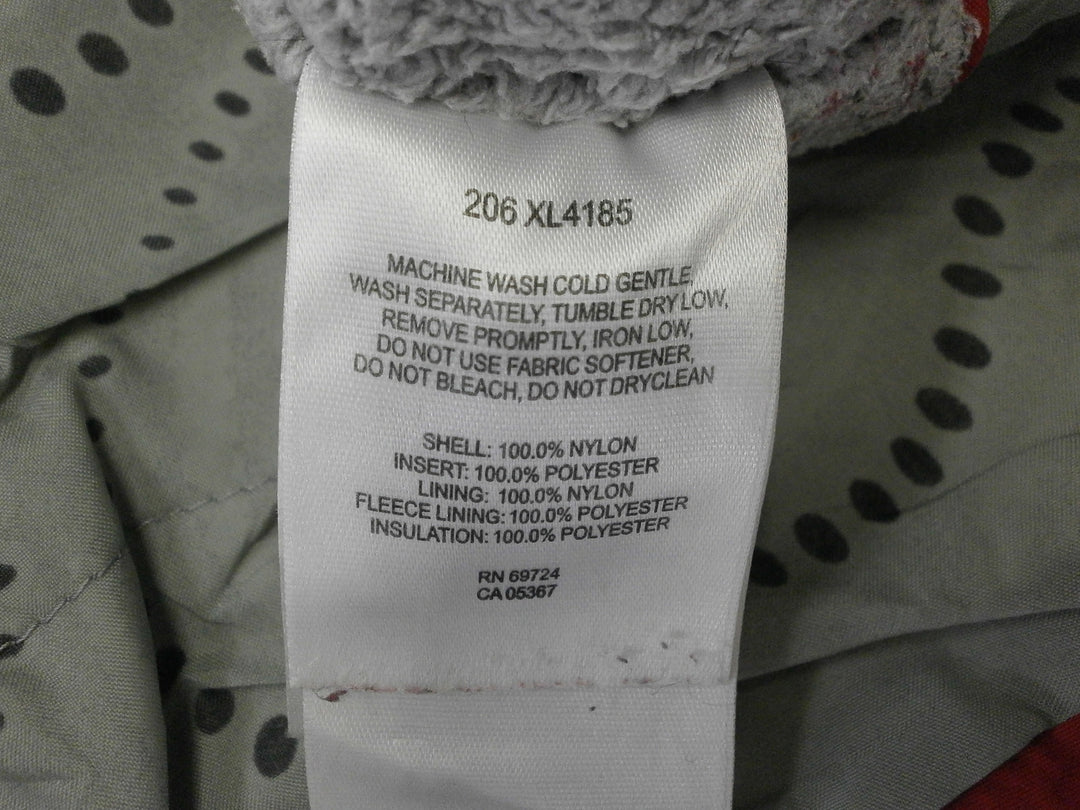 206 XL4185
MACHINE WASH COLD GENTLE,
WASH SEPARATELY, TUMBLE DRY LOW,
REMOVE PROMPTLY, IRON LOW,
DO NOT USE FABRIC SOFTENER,
DO NOT BLEACH, DO NOT DRYCLEAN
SHELL: 100.0% NYLON
INSERT: 100.0% POLYESTER
LINING: 100.0% NYLON
FLEECE LINING: 100.0% POLYESTER
INSULATION: 100.0% POLYESTER
RN 69724
CA 05367